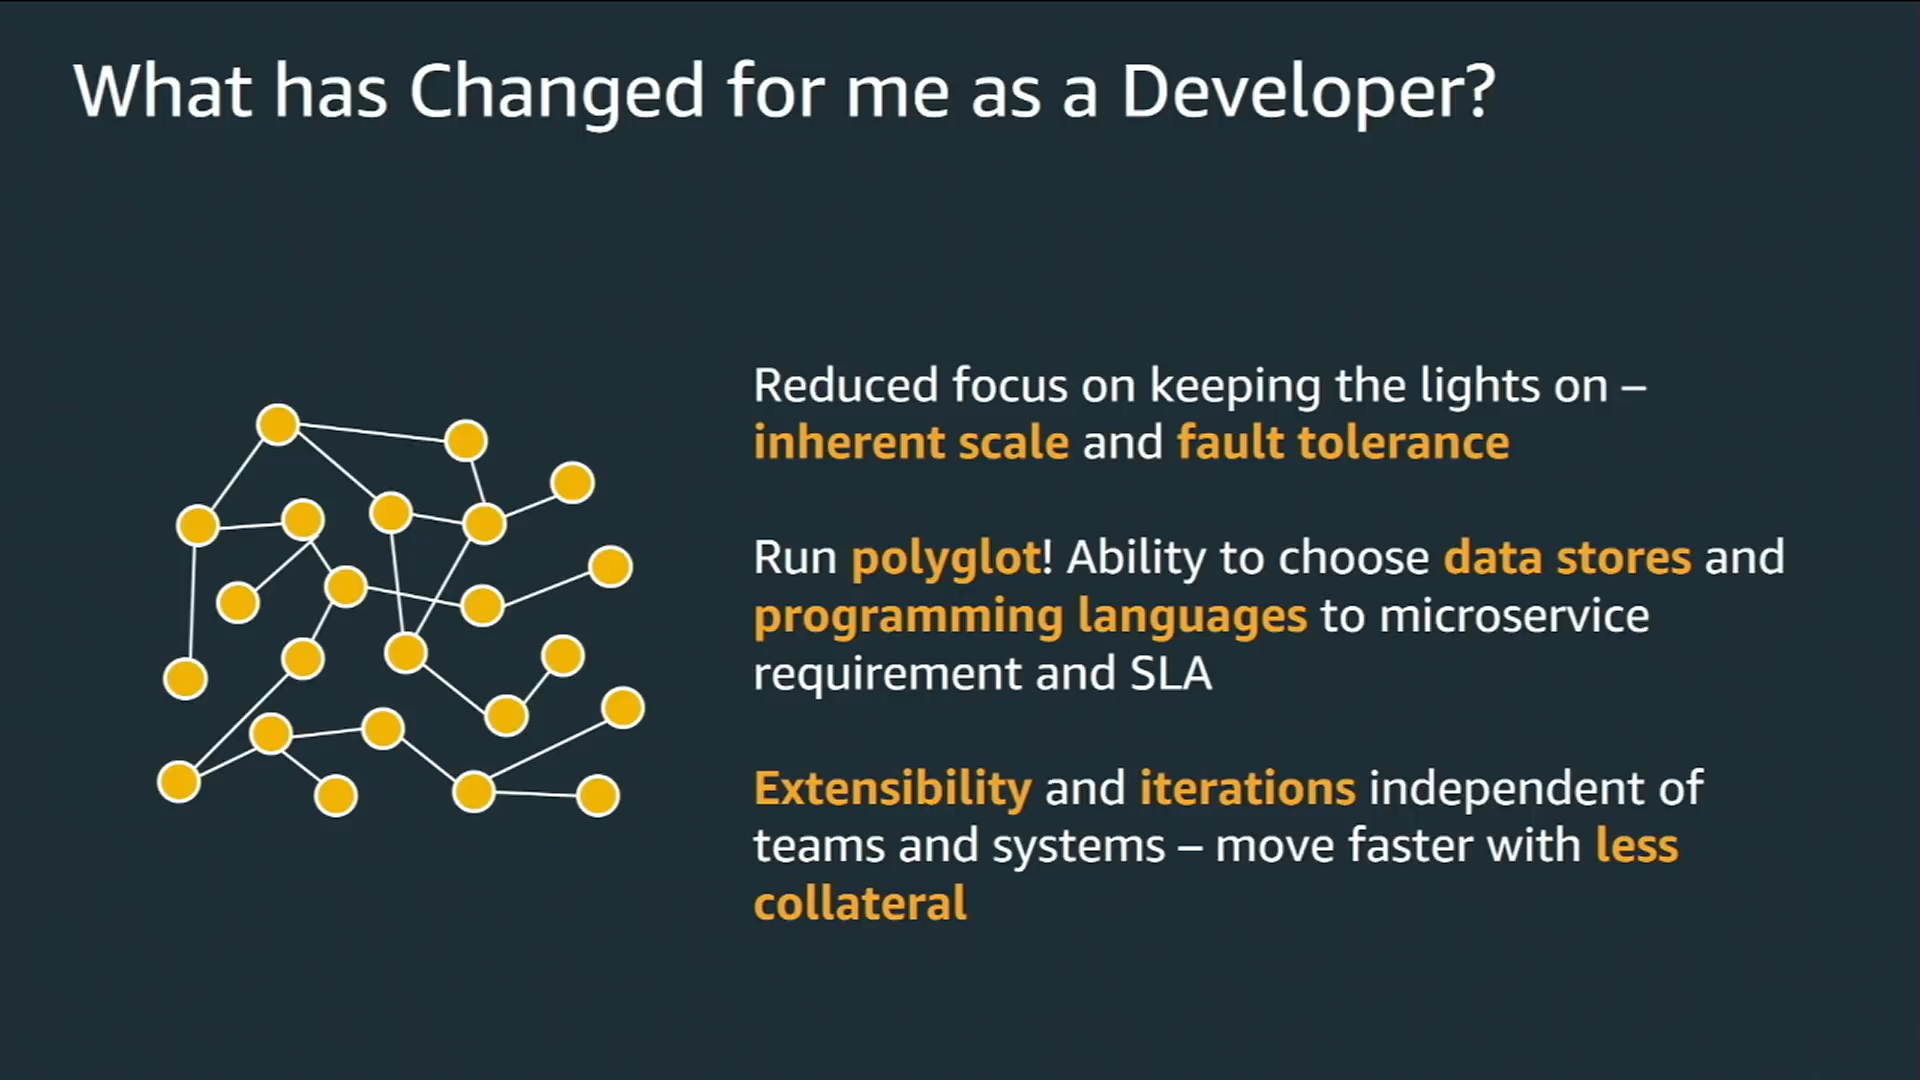 What has Changed for me as a Developer?
Reduced focus on keeping the lights on –
inherent scale and fault tolerance
Run polyglot! Ability to choose data stores and
programming languages to microservice
requirement and SLA
Extensibility and iterations independent of
teams and systems – move faster with less
collateral